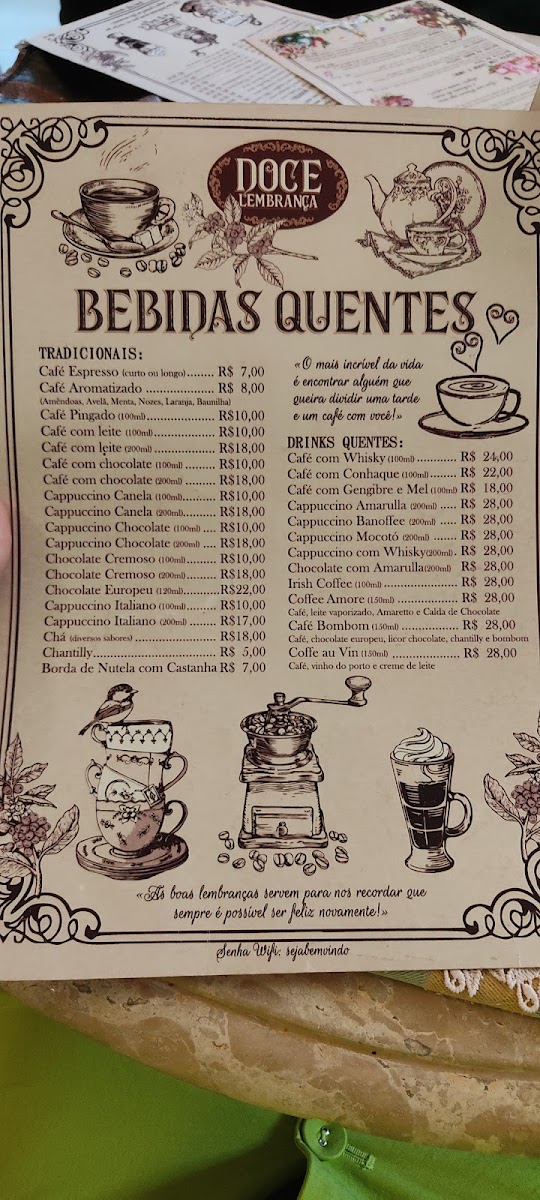 DOCE
LEMBRANÇA
BEBIDAS QUENTES
TRADICIONAIS:
Café Espresso (curto ou longo)........ R$ 7,00
Café Aromatizado .................. R$ 8,00
(Amêndoas, Avelã, Menta, Nozes, Laranja, Baunilha)
Café Pingado (100ml)................. R$10,00
Café com leite (100ml)............... R$10,00
Café com leite (200ml)............... R$18,00
Café com chocolate (100ml) ........ R$10,00
Café com chocolate (200ml)........ R$18,00
Cappuccino Canela (100ml)........ R$10,00
Cappuccino Canela (200ml)........ R$18,00
Cappuccino Chocolate (100ml) .... R$10,00
Cappuccino Chocolate (200ml) .... R$18,00
Chocolate Cremoso (100ml)........ R$10,00
Chocolate Cremoso (200ml)........ R$18,00
Chocolate Europeu (120ml)......... R$22,00
Cappuccino Italiano (100ml)....... R$10,00
Cappuccino Italiano (200ml) ....... R$17,00
Chá (diversos sabores) ..................... R$18,00
Chantilly................................ R$ 5,00
Borda de Nutela com Castanha R$ 7,00
«O mais incrível da vida
é encontrar alguém que
queira dividir uma tarde
e um café com você!»
DRINKS QUENTES:
Café com Whisky (100ml) ........... R$ 24,00
Café com Conhaque (100ml)....... R$ 22,00
Café com Gengibre e Mel (100ml) R$ 18,00
Cappuccino Amarulla (200ml) ..... R$ 28,00
Cappuccino Banoffee (200ml) ..... R$ 28,00
Cappuccino Mocotó (200ml) ....... R$ 28,00
Cappuccino com Whisky(200ml) . R$ 28,00
Chocolate com Amarulla(200ml) R$ 28,00
Irish Coffee (100ml) ..................... R$ 28,00
Coffee Amore (150ml) ................. R$ 28,00
Café, leite vaporizado, Amaretto e Calda de Chocolate
Café Bombom (150ml) ................. R$ 28,00
Café, chocolate europeu, licor chocolate, chantilly e bombom
Coffe au Vin (150ml) ................... R$ 28,00
Café, vinho do porto e creme de leite
«As boas lembranças servem para nos recordar que
sempre é possível ser feliz novamente!»
Senha Wifi: sejabemvindo